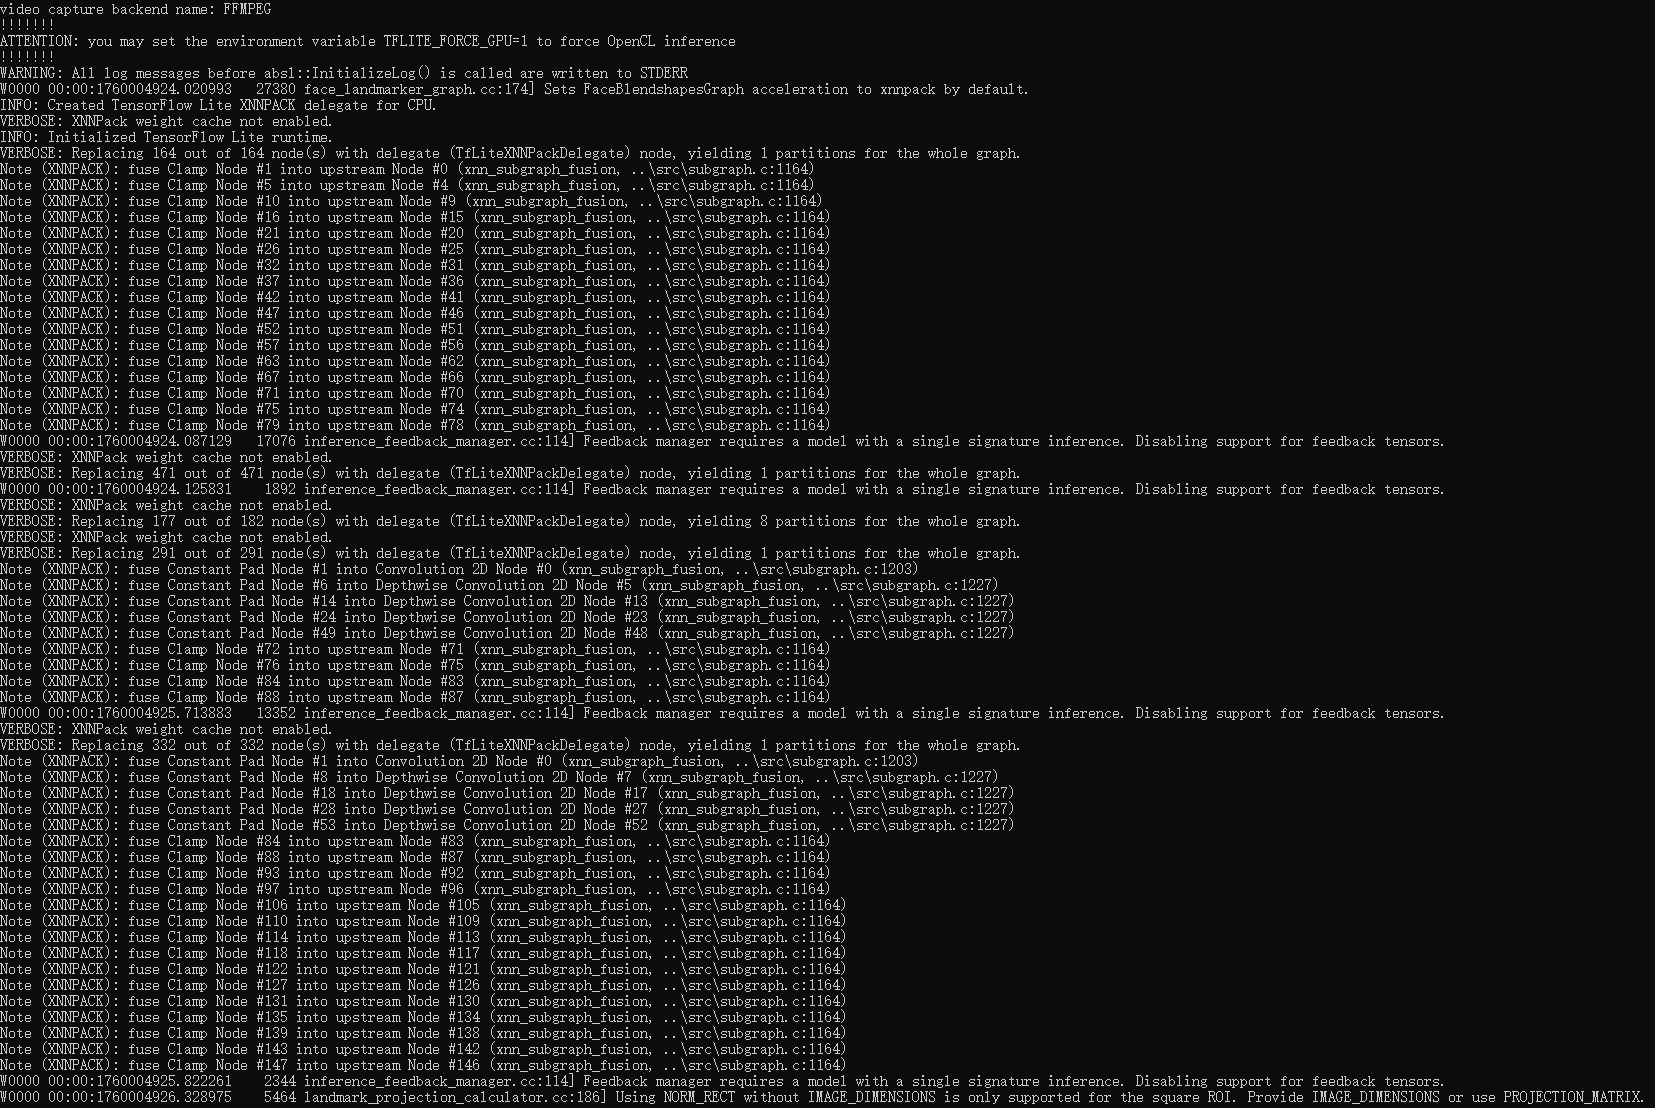 video capture backend name: FFMPEG
!!!!!!!
ATTENTION: you may set the environment variable TFLITE_FORCE_GPU=1 to force OpenCL inference
!!!!!!!
WARNING: All log messages before absl::InitializeLog() is called are written to STDERR
W0000 00:00:1760004924.020993   27380 face_landmarker_graph.cc:174] Sets FaceBlendshapesGraph acceleration to xnnpack by default.
INFO: Created TensorFlow Lite XNNPACK delegate for CPU.
VERBOSE: XNNPack weight cache not enabled.
INFO: Initialized TensorFlow Lite runtime.
VERBOSE: Replacing 164 out of 164 node(s) with delegate (TfLiteXNNPackDelegate) node, yielding 1 partitions for the whole graph.
Note (XNNPACK): fuse Clamp Node #1 into upstream Node #0 (xnn_subgraph_fusion, ..\src\subgraph.c:1164)
Note (XNNPACK): fuse Clamp Node #5 into upstream Node #4 (xnn_subgraph_fusion, ..\src\subgraph.c:1164)
Note (XNNPACK): fuse Clamp Node #10 into upstream Node #9 (xnn_subgraph_fusion, ..\src\subgraph.c:1164)
Note (XNNPACK): fuse Clamp Node #16 into upstream Node #15 (xnn_subgraph_fusion, ..\src\subgraph.c:1164)
Note (XNNPACK): fuse Clamp Node #21 into upstream Node #20 (xnn_subgraph_fusion, ..\src\subgraph.c:1164)
Note (XNNPACK): fuse Clamp Node #26 into upstream Node #25 (xnn_subgraph_fusion, ..\src\subgraph.c:1164)
Note (XNNPACK): fuse Clamp Node #32 into upstream Node #31 (xnn_subgraph_fusion, ..\src\subgraph.c:1164)
Note (XNNPACK): fuse Clamp Node #37 into upstream Node #36 (xnn_subgraph_fusion, ..\src\subgraph.c:1164)
Note (XNNPACK): fuse Clamp Node #42 into upstream Node #41 (xnn_subgraph_fusion, ..\src\subgraph.c:1164)
Note (XNNPACK): fuse Clamp Node #47 into upstream Node #46 (xnn_subgraph_fusion, ..\src\subgraph.c:1164)
Note (XNNPACK): fuse Clamp Node #52 into upstream Node #51 (xnn_subgraph_fusion, ..\src\subgraph.c:1164)
Note (XNNPACK): fuse Clamp Node #57 into upstream Node #56 (xnn_subgraph_fusion, ..\src\subgraph.c:1164)
Note (XNNPACK): fuse Clamp Node #63 into upstream Node #62 (xnn_subgraph_fusion, ..\src\subgraph.c:1164)
Note (XNNPACK): fuse Clamp Node #67 into upstream Node #66 (xnn_subgraph_fusion, ..\src\subgraph.c:1164)
Note (XNNPACK): fuse Clamp Node #71 into upstream Node #70 (xnn_subgraph_fusion, ..\src\subgraph.c:1164)
Note (XNNPACK): fuse Clamp Node #75 into upstream Node #74 (xnn_subgraph_fusion, ..\src\subgraph.c:1164)
Note (XNNPACK): fuse Clamp Node #79 into upstream Node #78 (xnn_subgraph_fusion, ..\src\subgraph.c:1164)
W0000 00:00:1760004924.087129   17076 inference_feedback_manager.cc:114] Feedback manager requires a model with a single signature inference. Disabling support for feedback tensors.
VERBOSE: XNNPack weight cache not enabled.
VERBOSE: Replacing 471 out of 471 node(s) with delegate (TfLiteXNNPackDelegate) node, yielding 1 partitions for the whole graph.
W0000 00:00:1760004924.125831    1892 inference_feedback_manager.cc:114] Feedback manager requires a model with a single signature inference. Disabling support for feedback tensors.
VERBOSE: XNNPack weight cache not enabled.
VERBOSE: Replacing 177 out of 182 node(s) with delegate (TfLiteXNNPackDelegate) node, yielding 8 partitions for the whole graph.
VERBOSE: XNNPack weight cache not enabled.
VERBOSE: Replacing 291 out of 291 node(s) with delegate (TfLiteXNNPackDelegate) node, yielding 1 partitions for the whole graph.
Note (XNNPACK): fuse Constant Pad Node #1 into Convolution 2D Node #0 (xnn_subgraph_fusion, ..\src\subgraph.c:1203)
Note (XNNPACK): fuse Constant Pad Node #6 into Depthwise Convolution 2D Node #5 (xnn_subgraph_fusion, ..\src\subgraph.c:1227)
Note (XNNPACK): fuse Constant Pad Node #14 into Depthwise Convolution 2D Node #13 (xnn_subgraph_fusion, ..\src\subgraph.c:1227)
Note (XNNPACK): fuse Constant Pad Node #24 into Depthwise Convolution 2D Node #23 (xnn_subgraph_fusion, ..\src\subgraph.c:1227)
Note (XNNPACK): fuse Constant Pad Node #49 into Depthwise Convolution 2D Node #48 (xnn_subgraph_fusion, ..\src\subgraph.c:1227)
Note (XNNPACK): fuse Clamp Node #72 into upstream Node #71 (xnn_subgraph_fusion, ..\src\subgraph.c:1164)
Note (XNNPACK): fuse Clamp Node #76 into upstream Node #75 (xnn_subgraph_fusion, ..\src\subgraph.c:1164)
Note (XNNPACK): fuse Clamp Node #84 into upstream Node #83 (xnn_subgraph_fusion, ..\src\subgraph.c:1164)
Note (XNNPACK): fuse Clamp Node #88 into upstream Node #87 (xnn_subgraph_fusion, ..\src\subgraph.c:1164)
W0000 00:00:1760004925.713883   13352 inference_feedback_manager.cc:114] Feedback manager requires a model with a single signature inference. Disabling support for feedback tensors.
VERBOSE: XNNPack weight cache not enabled.
VERBOSE: Replacing 332 out of 332 node(s) with delegate (TfLiteXNNPackDelegate) node, yielding 1 partitions for the whole graph.
Note (XNNPACK): fuse Constant Pad Node #1 into Convolution 2D Node #0 (xnn_subgraph_fusion, ..\src\subgraph.c:1203)
Note (XNNPACK): fuse Constant Pad Node #8 into Depthwise Convolution 2D Node #7 (xnn_subgraph_fusion, ..\src\subgraph.c:1227)
Note (XNNPACK): fuse Constant Pad Node #18 into Depthwise Convolution 2D Node #17 (xnn_subgraph_fusion, ..\src\subgraph.c:1227)
Note (XNNPACK): fuse Constant Pad Node #28 into Depthwise Convolution 2D Node #27 (xnn_subgraph_fusion, ..\src\subgraph.c:1227)
Note (XNNPACK): fuse Constant Pad Node #53 into Depthwise Convolution 2D Node #52 (xnn_subgraph_fusion, ..\src\subgraph.c:1227)
Note (XNNPACK): fuse Clamp Node #84 into upstream Node #83 (xnn_subgraph_fusion, ..\src\subgraph.c:1164)
Note (XNNPACK): fuse Clamp Node #88 into upstream Node #87 (xnn_subgraph_fusion, ..\src\subgraph.c:1164)
Note (XNNPACK): fuse Clamp Node #93 into upstream Node #92 (xnn_subgraph_fusion, ..\src\subgraph.c:1164)
Note (XNNPACK): fuse Clamp Node #97 into upstream Node #96 (xnn_subgraph_fusion, ..\src\subgraph.c:1164)
Note (XNNPACK): fuse Clamp Node #106 into upstream Node #105 (xnn_subgraph_fusion, ..\src\subgraph.c:1164)
Note (XNNPACK): fuse Clamp Node #110 into upstream Node #109 (xnn_subgraph_fusion, ..\src\subgraph.c:1164)
Note (XNNPACK): fuse Clamp Node #114 into upstream Node #113 (xnn_subgraph_fusion, ..\src\subgraph.c:1164)
Note (XNNPACK): fuse Clamp Node #118 into upstream Node #117 (xnn_subgraph_fusion, ..\src\subgraph.c:1164)
Note (XNNPACK): fuse Clamp Node #122 into upstream Node #121 (xnn_subgraph_fusion, ..\src\subgraph.c:1164)
Note (XNNPACK): fuse Clamp Node #127 into upstream Node #126 (xnn_subgraph_fusion, ..\src\subgraph.c:1164)
Note (XNNPACK): fuse Clamp Node #131 into upstream Node #130 (xnn_subgraph_fusion, ..\src\subgraph.c:1164)
Note (XNNPACK): fuse Clamp Node #135 into upstream Node #134 (xnn_subgraph_fusion, ..\src\subgraph.c:1164)
Note (XNNPACK): fuse Clamp Node #139 into upstream Node #138 (xnn_subgraph_fusion, ..\src\subgraph.c:1164)
Note (XNNPACK): fuse Clamp Node #143 into upstream Node #142 (xnn_subgraph_fusion, ..\src\subgraph.c:1164)
Note (XNNPACK): fuse Clamp Node #147 into upstream Node #146 (xnn_subgraph_fusion, ..\src\subgraph.c:1164)
W0000 00:00:1760004925.822261    2344 inference_feedback_manager.cc:114] Feedback manager requires a model with a single signature inference. Disabling support for feedback tensors.
W0000 00:00:1760004926.328975    5464 landmark_projection_calculator.cc:186] Using NORM_RECT without IMAGE_DIMENSIONS is only supported for the square ROI. Provide IMAGE_DIMENSIONS or use PROJECTION_MATRIX.